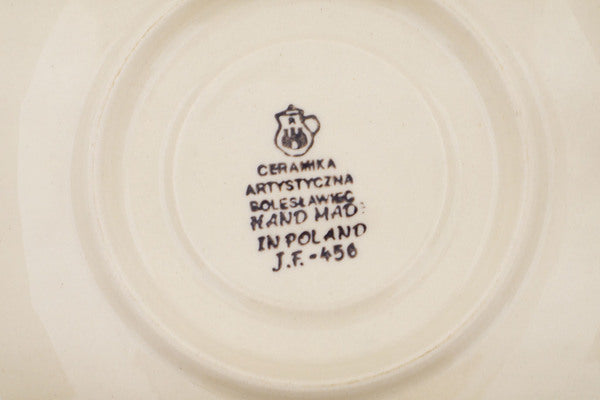 CERAMIKA
ARTYSTYCZNA
BOLESŁAWIEC
HAND MAD
IN POLAND
J.F.-456